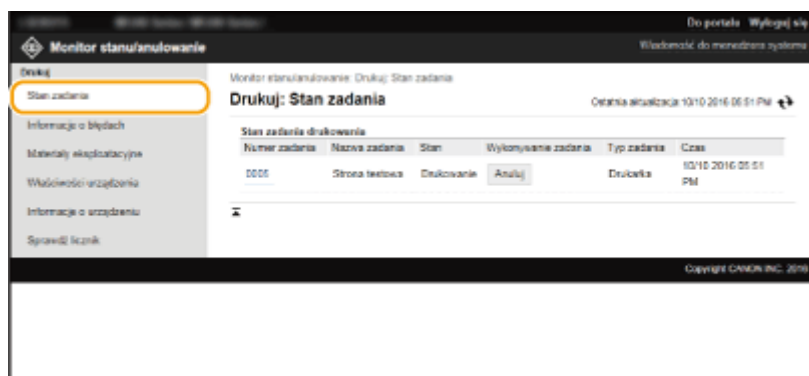 Do portalu Wyloguj się
Monitor stanu/anulowanie
Wiadomość do menedżera systemu
Drukuj
Stan zadania
Informacje o błędach
Materiały eksploatacyjne
Właściwości urządzenia
Informacje o urządzeniu
Sprawdź licznik
Monitor stanu/anulowanie: Drukuj: Stan zadania
Drukuj: Stan zadania
Ostatnia aktualizacja: 10/10 2016 05:51 PM
Stan zadania drukowania
Numer zadania Nazwa zadania Stan Wykonywanie zadania Typ zadania Czas
0005 Strona testowa Drukowanie Anuluj Drukarka 10/10 2016 05:51
PM
Copyright CANON INC. 2016